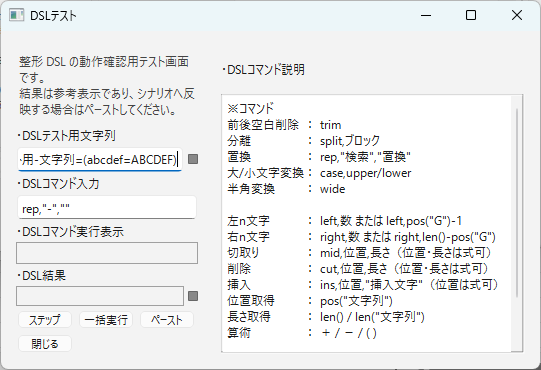 DSLテスト
整形 DSL の動作確認用テスト画面
です。
結果は参考表示であり、シナリオへ反
映する場合はペーストしてください。
・DSLテスト用文字列
用-文字列=(abcdef=ABCDEF)
・DSLコマンド入力
rep,"-",""
・DSLコマンド実行表示
・DSL結果
ステップ 一括実行 ペースト
閉じる
・DSLコマンド説明
※コマンド
前後空白削除 : trim
分離 : split,ブロック
置換 : rep,"検索","置換"
大/小文字変換 : case,upper/lower
半角変換 : wide
左n文字 : left,数 または left,pos("G")-1
右n文字 : right,数 または right,len()-pos("G")
切取り : mid,位置,長さ（位置・長さは式可）
削除 : cut,位置,長さ（位置・長さは式可）
挿入 : ins,位置,"挿入文字"（位置は式可）
位置取得 : pos("文字列")
長さ取得 : len() / len("文字列")
算術 : + / − / ( )